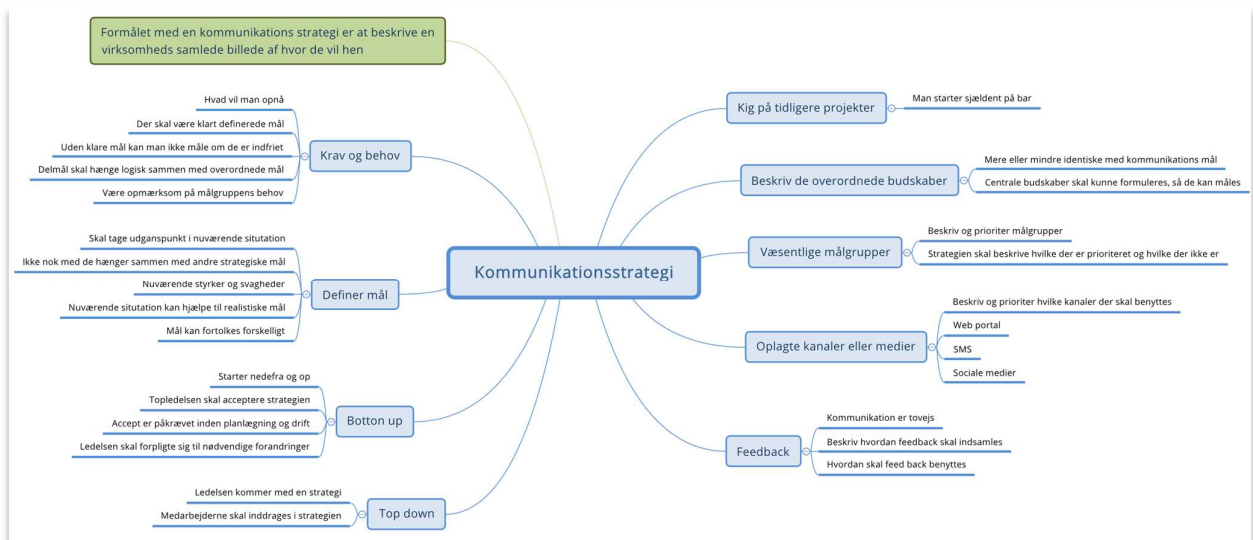 Formålet med en kommunikations strategi er at beskrive en
virksomheds samlede billede af hvor de vil hen
Hvad vil man opnå
Der skal være klart definerede mål
Uden klare mål kan man ikke måle om de er indfriet
Delmål skal hænge logisk sammen med overordnede mål
Være opmærksom på målgruppens behov
Krav og behov
Skal tage udganspunkt i nuværende situtation
Ikke nok med de hænger sammen med andre strategiske mål
Nuværende styrker og svagheder
Nuværende situtation kan hjælpe til realistiske mål
Mål kan fortolkes forskelligt
Definer mål
Starter nedefra og op
Topledelsen skal acceptere strategien
Accept er påkrævet inden planlægning og drift
Ledelsen skal forpligte sig til nødvendige forandringer
Botton up
Ledelsen kommer med en strategi
Medarbejderne skal inddrages i strategien
Top down
Kommunikationsstrategi
Kig på tidligere projekter
Man starter sjældent på bar
Beskriv de overordnede budskaber
Mere eller mindre identiske med kommunikations mål
Centrale budskaber skal kunne formuleres, så de kan måles
Væsentlige målgrupper
Beskriv og prioriter målgrupper
Strategien skal beskrive hvilke der er prioriteret og hvilke der ikke er
Oplagte kanaler eller medier
Beskriv og prioriter hvilke kanaler der skal benyttes
Web portal
SMS
Sociale medier
Feedback
Kommunikation er tovejs
Beskriv hvordan feedback skal indsamles
Hvordan skal feed back benyttes